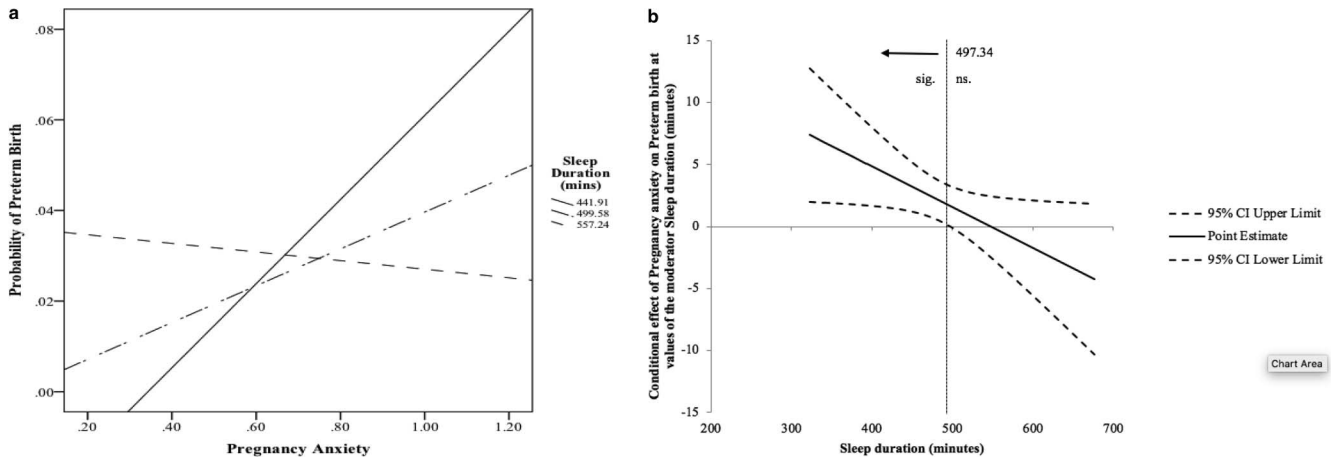 a
Probability of Preterm Birth
.08
.06
.04
.02
.00
.20
.40
.60
.80
1.00
1.20
Pregnancy Anxiety
Sleep
Duration
(mins)
441.91
499.58
557.24
b
Conditional effect of Pregnancy anxiety on Preterm birth at
values of the moderator Sleep duration (minutes)
15
10
5
0
-5
-10
-15
200
300
400
500
600
700
Sleep duration (minutes)
497.34
sig. ns.
95% CI Upper Limit
Point Estimate
95% CI Lower Limit
Chart Area